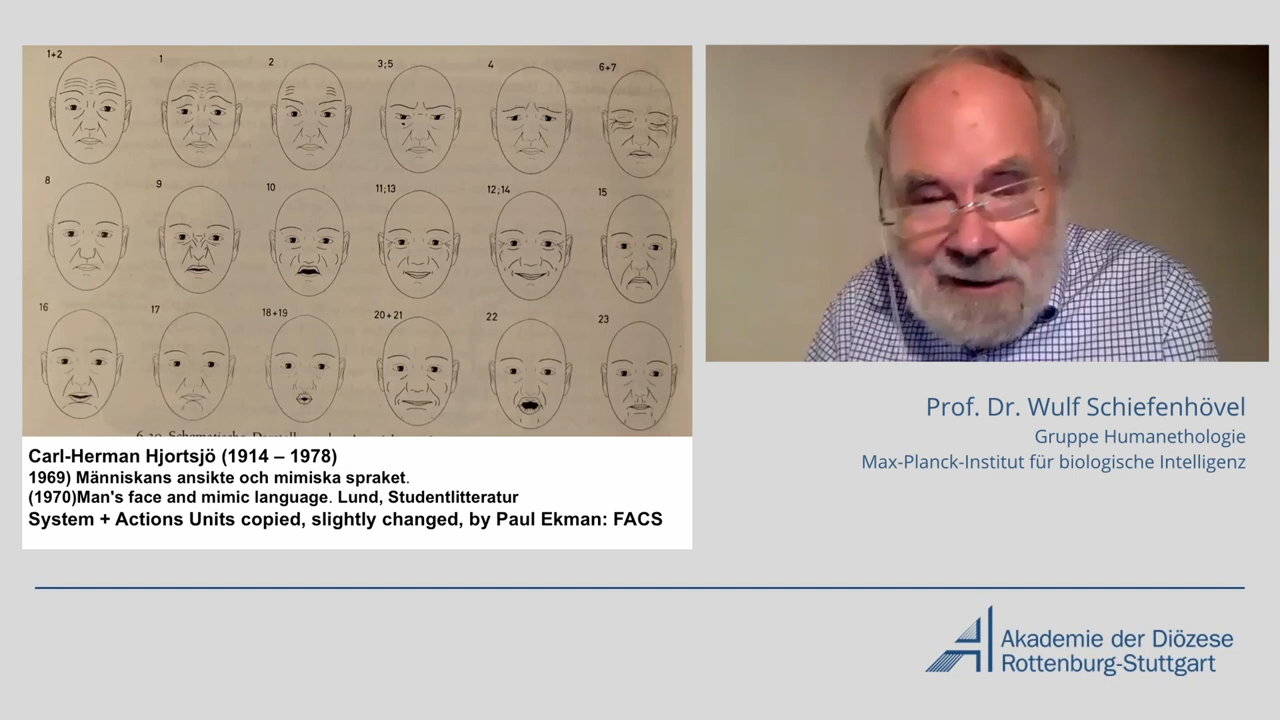 1+2 1 2 3;5 4 6+7
8 9 10 11;13 12;14 15
16 17 18+19 20+21 22 23
Carl-Herman Hjortsjö (1914 – 1978)
1969) Människans ansikte och mimiska spraket.
(1970)Man's face and mimic language. Lund, Studentlitteratur
System + Actions Units copied, slightly changed, by Paul Ekman: FACS
Prof. Dr. Wulf Schiefenhövel
Gruppe Humanethologie
Max-Planck-Institut für biologische Intelligenz
Akademie der Diözese
Rottenburg-Stuttgart